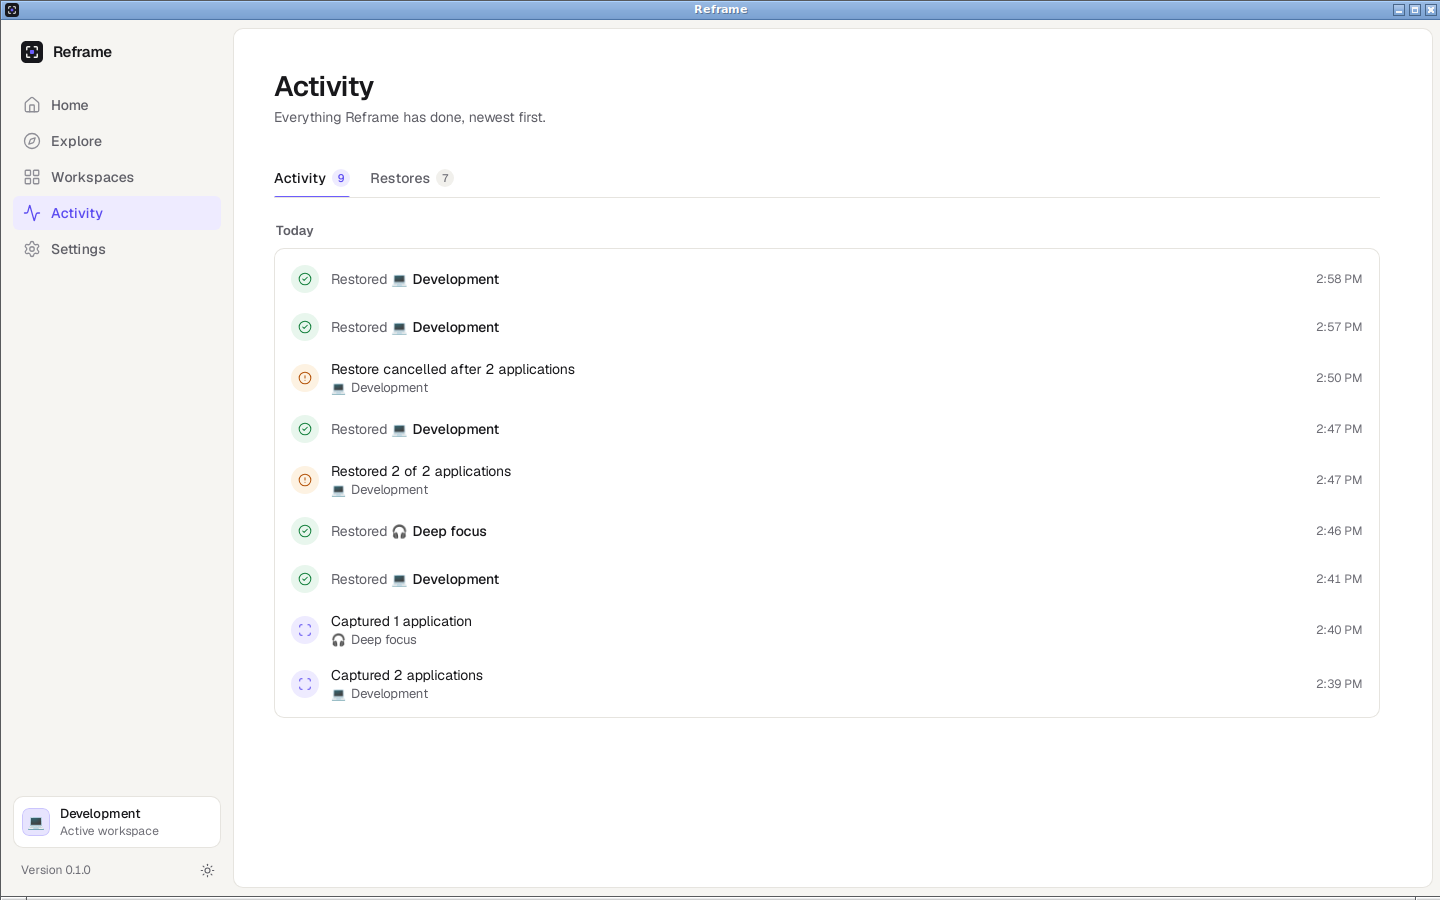 Reframe
Reframe
Home
Explore
Workspaces
Activity
Settings
Development
Active workspace
Version 0.1.0
Activity
Everything Reframe has done, newest first.
Activity 9 Restores 7
Today
Restored 💻 Development 2:58 PM
Restored 💻 Development 2:57 PM
Restore cancelled after 2 applications
💻 Development 2:50 PM
Restored 💻 Development 2:47 PM
Restored 2 of 2 applications
💻 Development 2:47 PM
Restored 🎧 Deep focus 2:46 PM
Restored 💻 Development 2:41 PM
Captured 1 application
🎧 Deep focus 2:40 PM
Captured 2 applications
💻 Development 2:39 PM